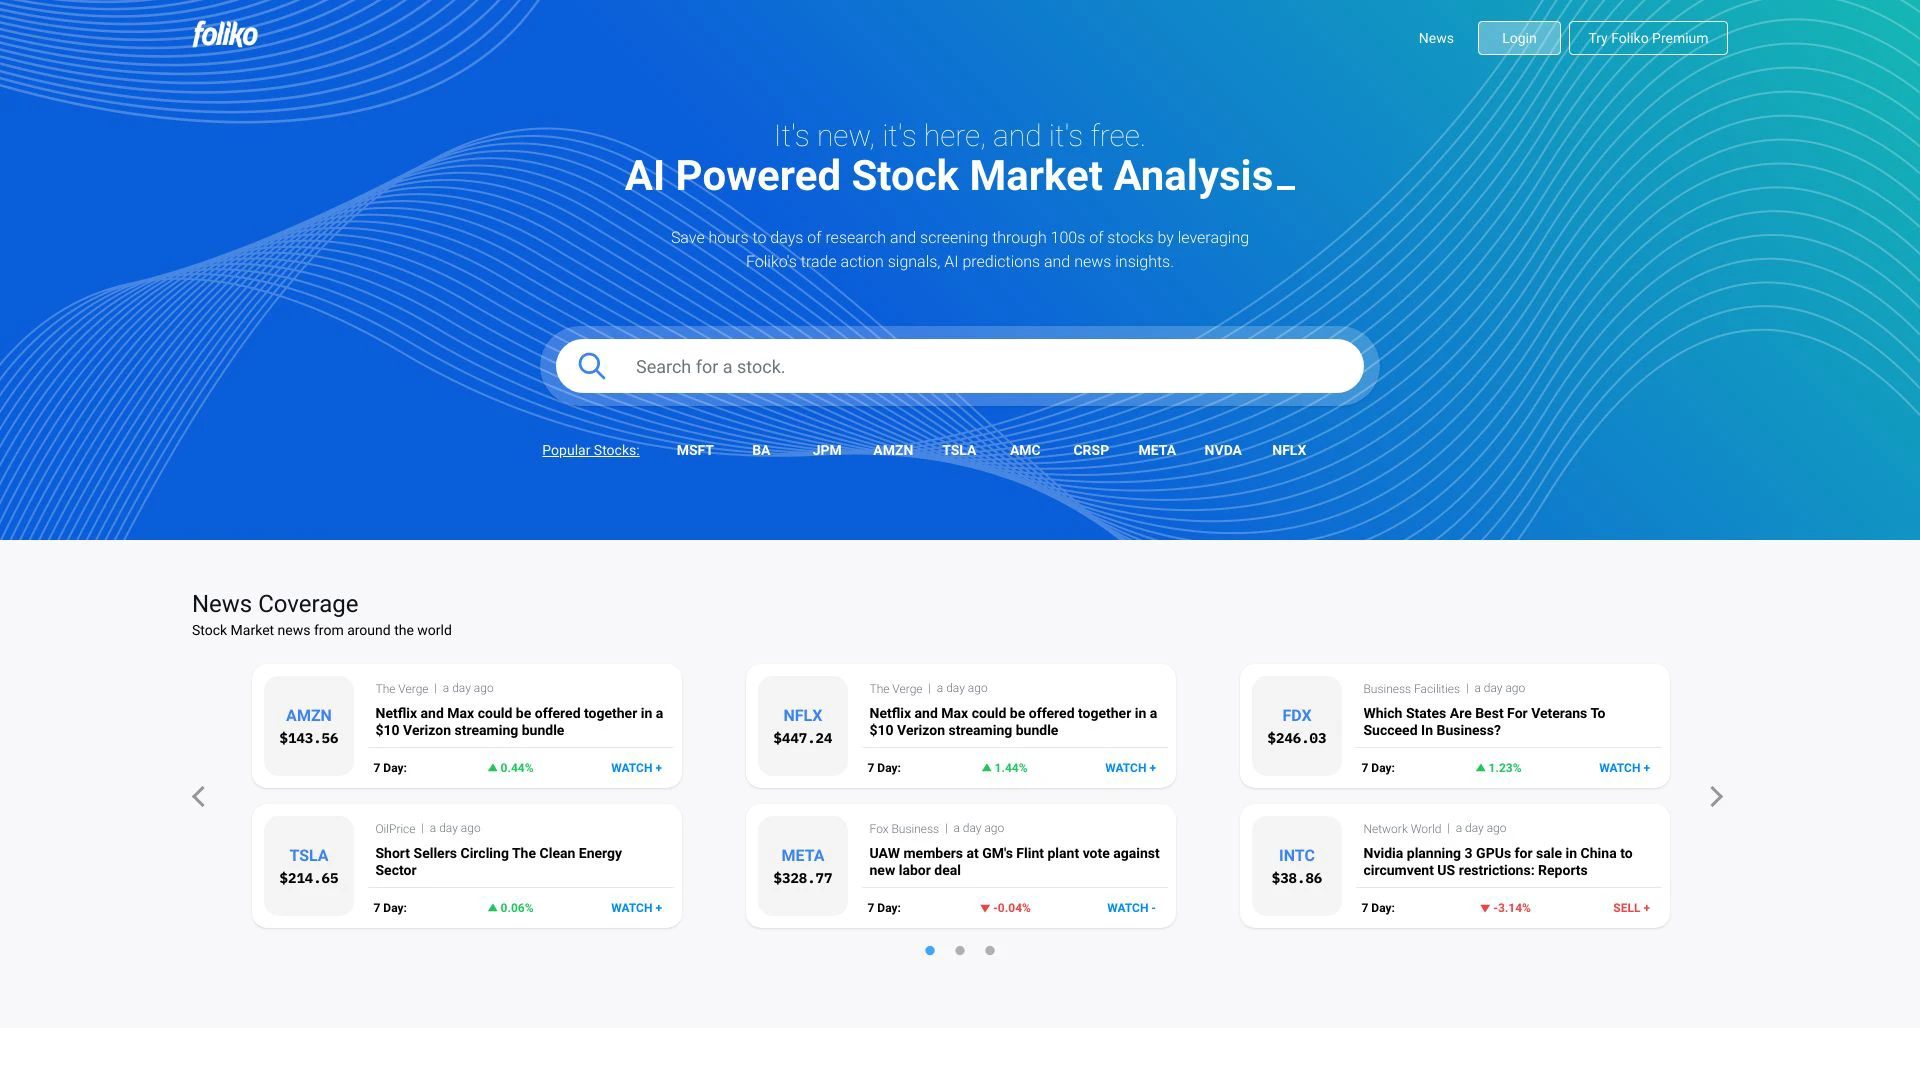 foliko
News
Login
Try Foliko Premium
It's new, it's here, and it's free.
AI Powered Stock Market Analysis_
Save hours to days of research and screening through 100s of stocks by leveraging
Foliko's trade action signals, AI predictions and news insights.
Search for a stock.
Popular Stocks: MSFT BA JPM AMZN TSLA AMC CRSP META NVDA NFLX
News Coverage
Stock Market news from around the world
AMZN
$143.56
The Verge | a day ago
Netflix and Max could be offered together in a
$10 Verizon streaming bundle
7 Day: ▲ 0.44% WATCH +
NFLX
$447.24
The Verge | a day ago
Netflix and Max could be offered together in a
$10 Verizon streaming bundle
7 Day: ▲ 1.44% WATCH +
FDX
$246.03
Business Facilities | a day ago
Which States Are Best For Veterans To
Succeed In Business?
7 Day: ▲ 1.23% WATCH +
TSLA
$214.65
OilPrice | a day ago
Short Sellers Circling The Clean Energy
Sector
7 Day: ▲ 0.06% WATCH +
META
$328.77
Fox Business | a day ago
UAW members at GM's Flint plant vote against
new labor deal
7 Day: ▼ -0.04% WATCH -
INTC
$38.86
Network World | a day ago
Nvidia planning 3 GPUs for sale in China to
circumvent US restrictions: Reports
7 Day: ▼ -3.14% SELL +